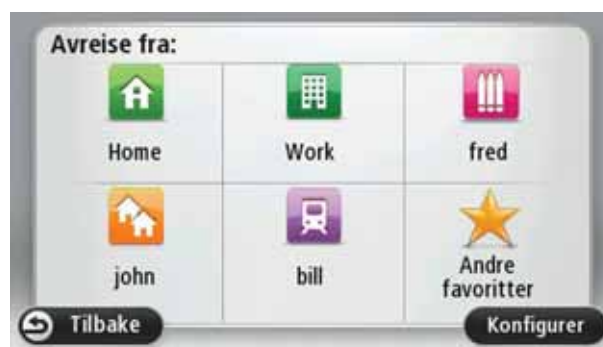 Avreise fra:
Home
Work
fred
john
bill
Andre
favoritter
Tilbake
Konfigurer